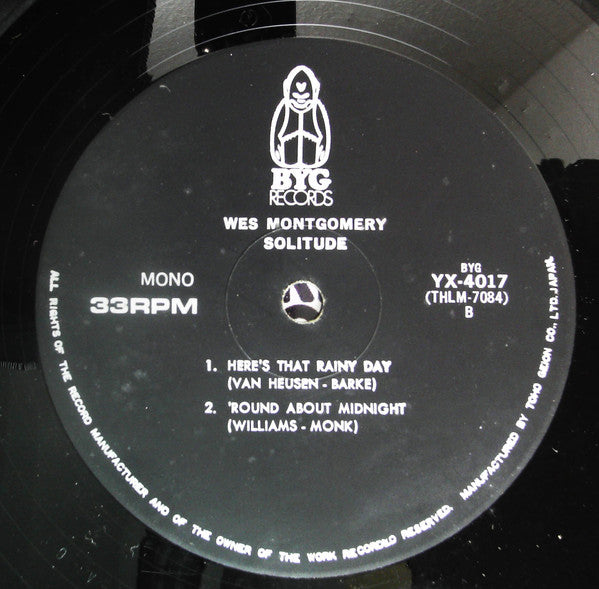 BYG
RECORDS
WES MONTGOMERY
SOLITUDE
MONO
33RPM
BYG
YX-4017
(THLM-7084)
B
1. HERE'S THAT RAINY DAY
(VAN HEUSEN - BARKE)
2. 'ROUND ABOUT MIDNIGHT
(WILLIAMS - MONK)
ALL RIGHTS OF THE RECORD MANUFACTURER AND OF THE OWNER OF THE WORK RECORDLD RESERVED. MANUFACTURED BY TOHO GEION CO., LTD. JAPAN.